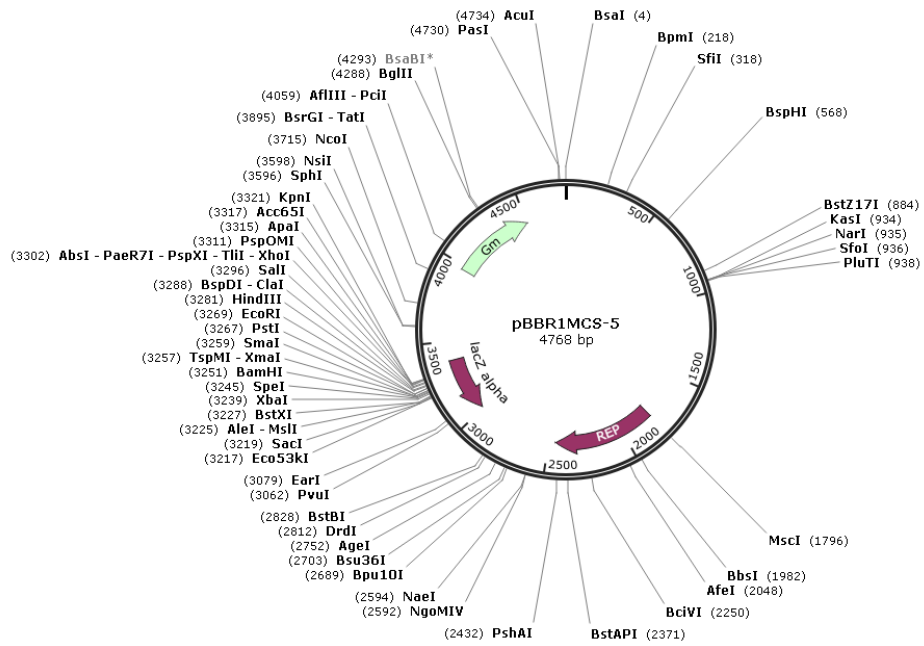 (4734) AcuI
(4730) PasI
(4293) BsaBI*
(4288) BglII
(4059) AflIII - PciI
(3895) BsrGI - TatI
(3715) NcoI
(3598) NsiI
(3596) SphI
(3321) KpnI
(3317) Acc65I
(3315) ApaI
(3311) PspOMI
(3302) AbsI - PaeR7I - PspXI - TliI - XhoI
(3296) SalI
(3288) BspDI - ClaI
(3281) HindIII
(3269) EcoRI
(3267) PstI
(3259) SmaI
(3257) TspMI - XmaI
(3251) BamHI
(3245) SpeI
(3239) XbaI
(3227) BstXI
(3225) AleI - MslI
(3219) SacI
(3217) Eco53kI
(3079) EarI
(3062) PvuI
(2828) BstBI
(2812) DrdI
(2752) AgeI
(2703) Bsu36I
(2689) Bpu10I
(2594) NaeI
(2592) NgoMIV
(2432) PshAI
BsaI (4)
BpmI (218)
SfiI (318)
BspHI (568)
BstZ17I (884)
KasI (934)
NarI (935)
SfoI (936)
PluTI (938)
MscI (1796)
BbsI (1982)
AfeI (2048)
BciVI (2250)
BstAPI (2371)
500
1000
1500
2000
2500
3000
3500
4000
4500
Gm
lacZ alpha
REP
pBBR1MCS-5
4768 bp